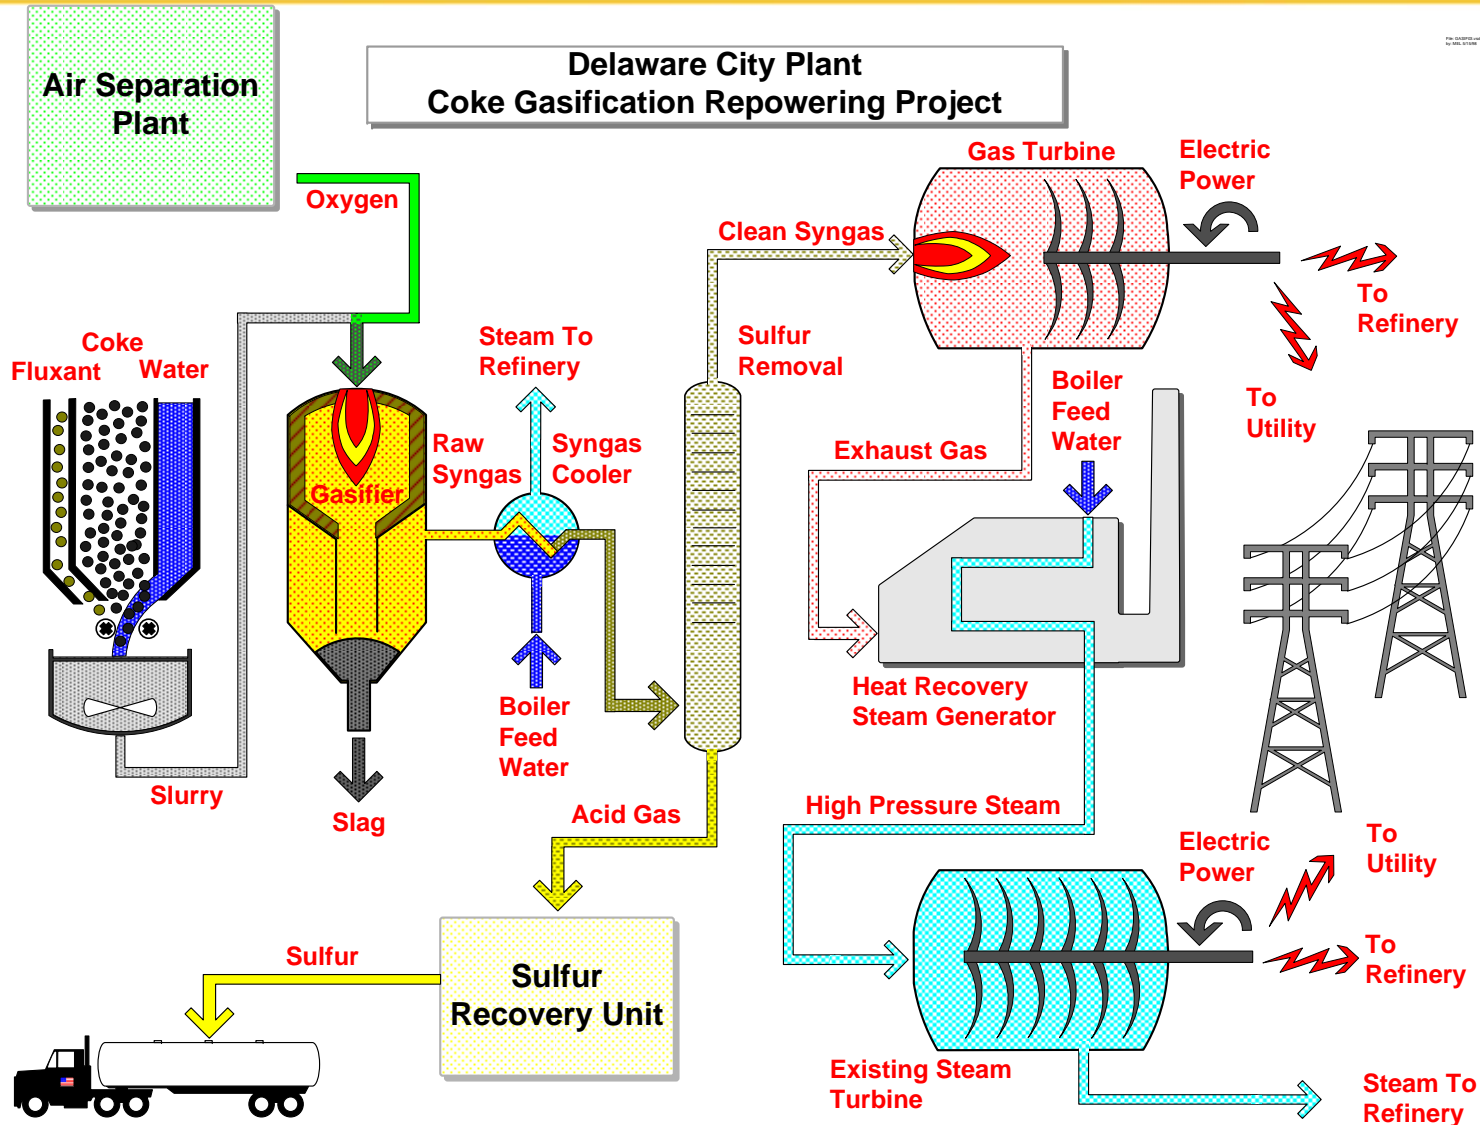 Air Separation
Plant
Delaware City Plant
Coke Gasification Repowering Project
Oxygen
Gas Turbine
Electric
Power
Clean Syngas
To
Refinery
To
Utility
Coke
Fluxant
Water
Steam To
Refinery
Sulfur
Removal
Boiler
Feed
Water
Raw
Syngas
Syngas
Cooler
Exhaust Gas
Gasifier
Heat Recovery
Steam Generator
Boiler
Feed
Water
Slurry
Slag
Acid Gas
High Pressure Steam
Electric
Power
To
Utility
To
Refinery
Sulfur
Sulfur
Recovery Unit
Existing Steam
Turbine
Steam To
Refinery